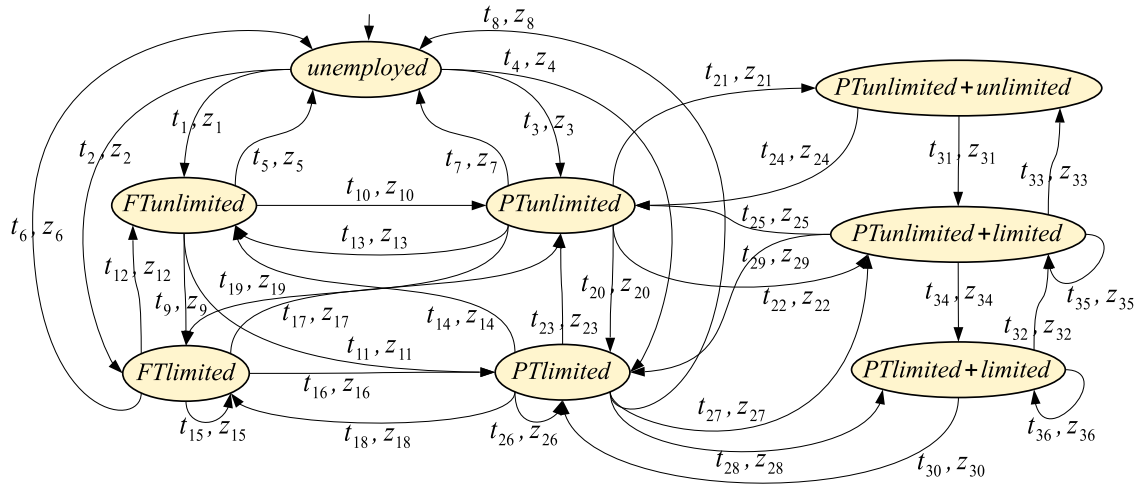 t8, z8
unemployed
t4, z4
t21, z21
PTunlimited + unlimited
t1, z1
t3, z3
t2, z2
t5, z5
t7, z7
t24, z24
t31, z31
t33, z33
t10, z10
FTunlimited
PTunlimited
t25, z25
t6, z6
t13, z13
PTunlimited + limited
t29, z29
t12, z12
t19, z19
t9, z9
t20, z20
t22, z22
t34, z34
t35, z35
t17, z17
t14, z14
t23, z23
t32, z32
t11, z11
FTlimited
PTlimited
PTlimited + limited
t16, z16
t27, z27
t15, z15
t18, z18
t26, z26
t36, z36
t28, z28
t30, z30